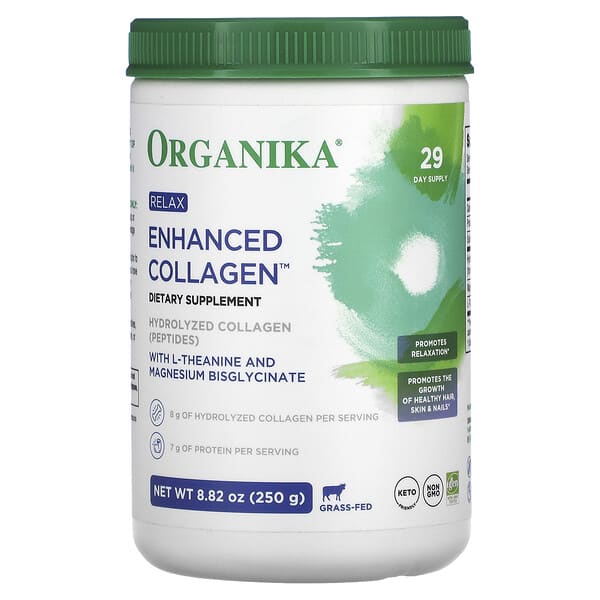 ORGANIKA®
29
DAY SUPPLY
RELAX
ENHANCED
COLLAGEN™
DIETARY SUPPLEMENT
HYDROLYZED COLLAGEN
(PEPTIDES)
WITH L-THEANINE AND
MAGNESIUM BISGLYCINATE
PROMOTES
RELAXATION*
PROMOTES THE
GROWTH
OF HEALTHY HAIR,
SKIN & NAILS*
8 g OF HYDROLYZED COLLAGEN PER SERVING
7 g OF PROTEIN PER SERVING
NET WT 8.82 oz (250 g)
GRASS-FED
KETO
FRIENDLY
NON
GMO